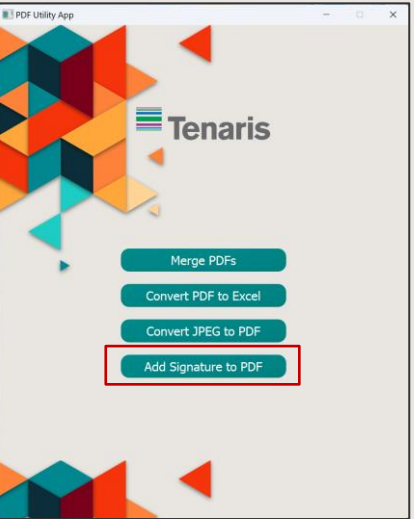 PDF Utility App
Tenaris
Merge PDFs
Convert PDF to Excel
Convert JPEG to PDF
Add Signature to PDF